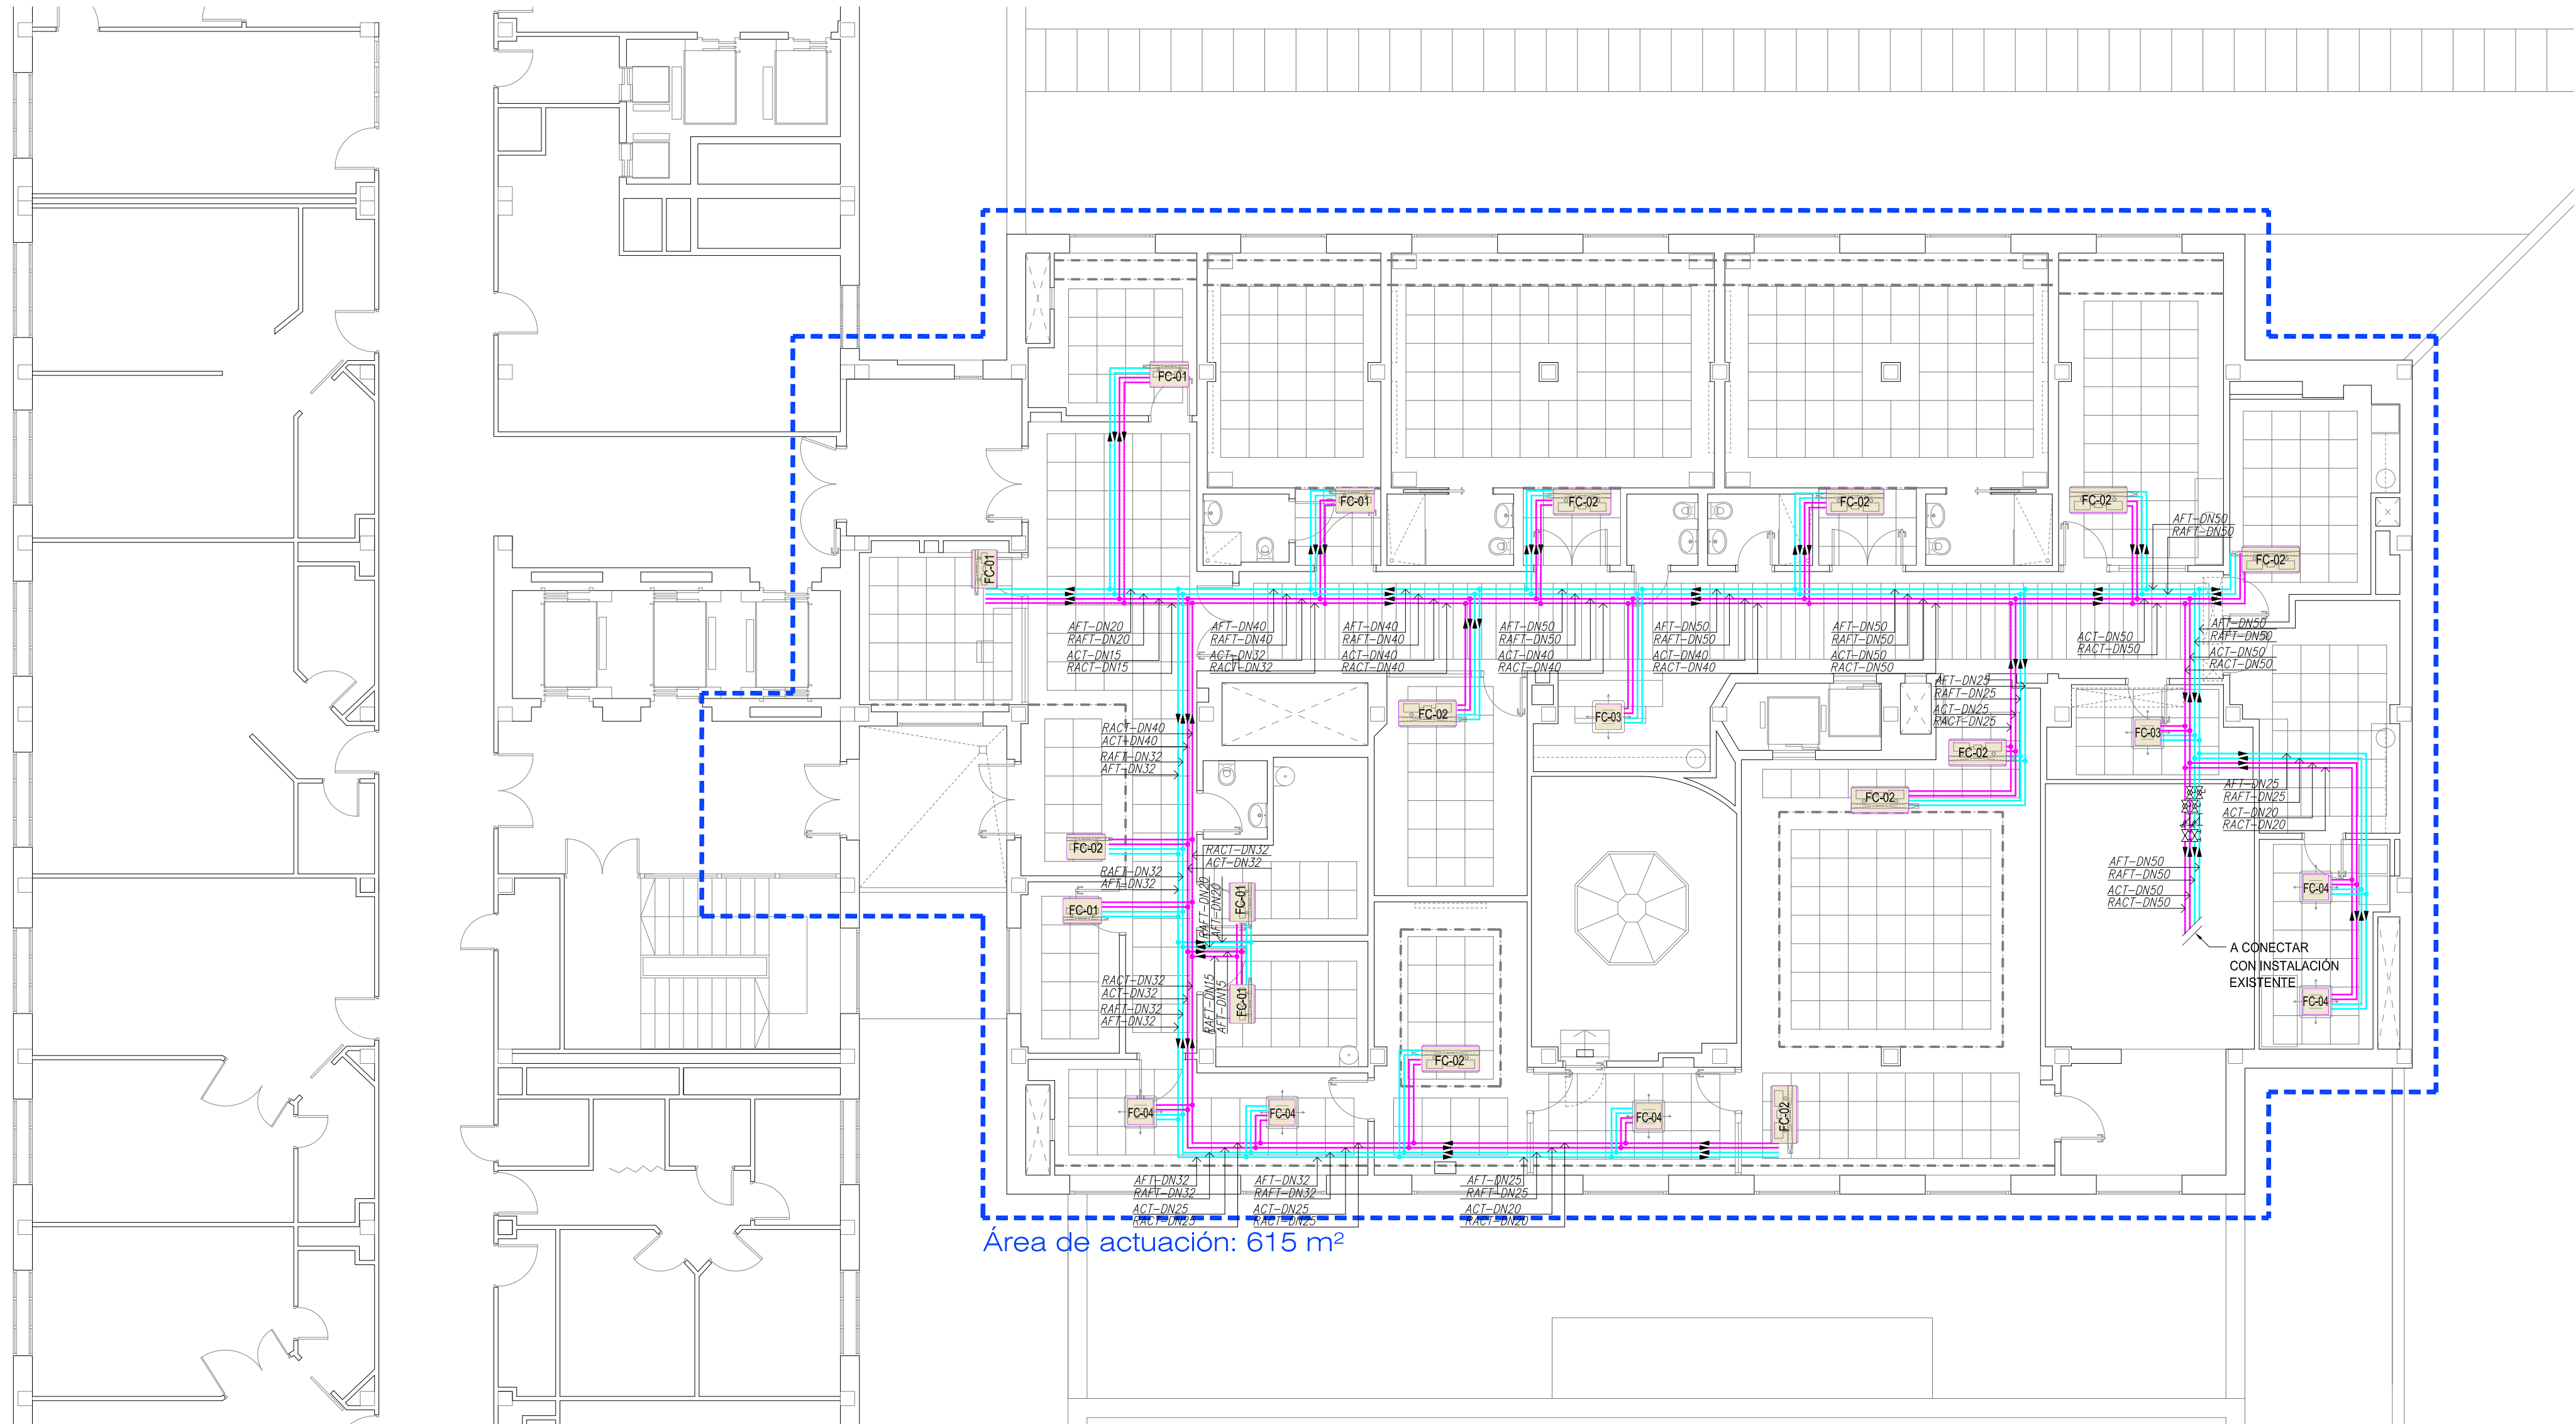 FC-01
FC-01
FC-02
FC-02
FC-02
AFT-DN50
RAFT-DN50
FC-01
FC-02
AFT-DN20
RAFT-DN20
ACT-DN15
RACT-DN15
AFT-DN40
RAFT-DN40
ACT-DN32
RACT-DN32
AFT-DN40
RAFT-DN40
ACT-DN40
RACT-DN40
AFT-DN50
RAFT-DN50
ACT-DN40
RACT-DN40
AFT-DN50
RAFT-DN50
ACT-DN40
RACT-DN40
AFT-DN50
RAFT-DN50
ACT-DN50
RACT-DN50
ACT-DN50
RACT-DN50
AFT-DN50
RAFT-DN50
ACT-DN50
RACT-DN50
AFT-DN25
RAFT-DN25
ACT-DN25
RACT-DN25
FC-02
FC-03
FC-03
RACT-DN40
ACT-DN40
RAFT-DN32
AFT-DN32
FC-02
FC-02
AFT-DN25
RAFT-DN25
ACT-DN20
RACT-DN20
FC-02
RACT-DN32
ACT-DN32
RAFT-DN32
AFT-DN32
RAFT-DN20
AFT-DN20
FC-01
FC-01
AFT-DN50
RAFT-DN50
ACT-DN50
RACT-DN50
FC-04
A CONECTAR
CON INSTALACIÓN
EXISTENTE
RACT-DN32
ACT-DN32
RAFT-DN32
AFT-DN32
RAFT-DN15
AFT-DN15
FC-01
FC-04
FC-02
FC-04
FC-04
FC-04
FC-02
AFT-DN32
RAFT-DN32
ACT-DN25
RACT-DN25
AFT-DN32
RAFT-DN32
ACT-DN25
RACT-DN25
AFT-DN25
RAFT-DN25
ACT-DN20
RACT-DN20
Área de actuación: 615 m²